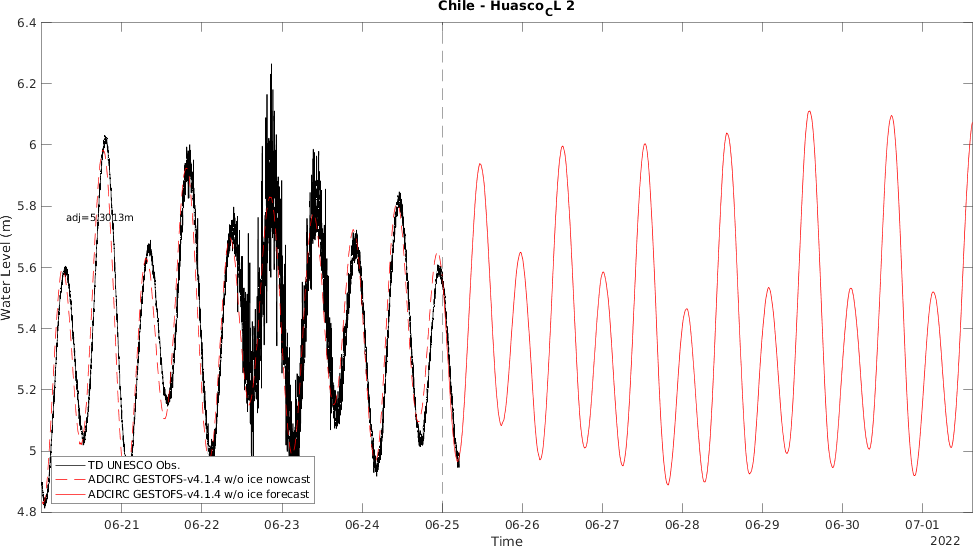 Chile - Huasco_CL 2
6.4
6.2
6
5.8
5.6
5.4
5.2
5
4.8
Water Level (m)
adj=5.3013m
TD UNESCO Obs.
ADCIRC GESTOFS-v4.1.4 w/o ice nowcast
ADCIRC GESTOFS-v4.1.4 w/o ice forecast
06-21 06-22 06-23 06-24 06-25 06-26 06-27 06-28 06-29 06-30 07-01
Time
2022